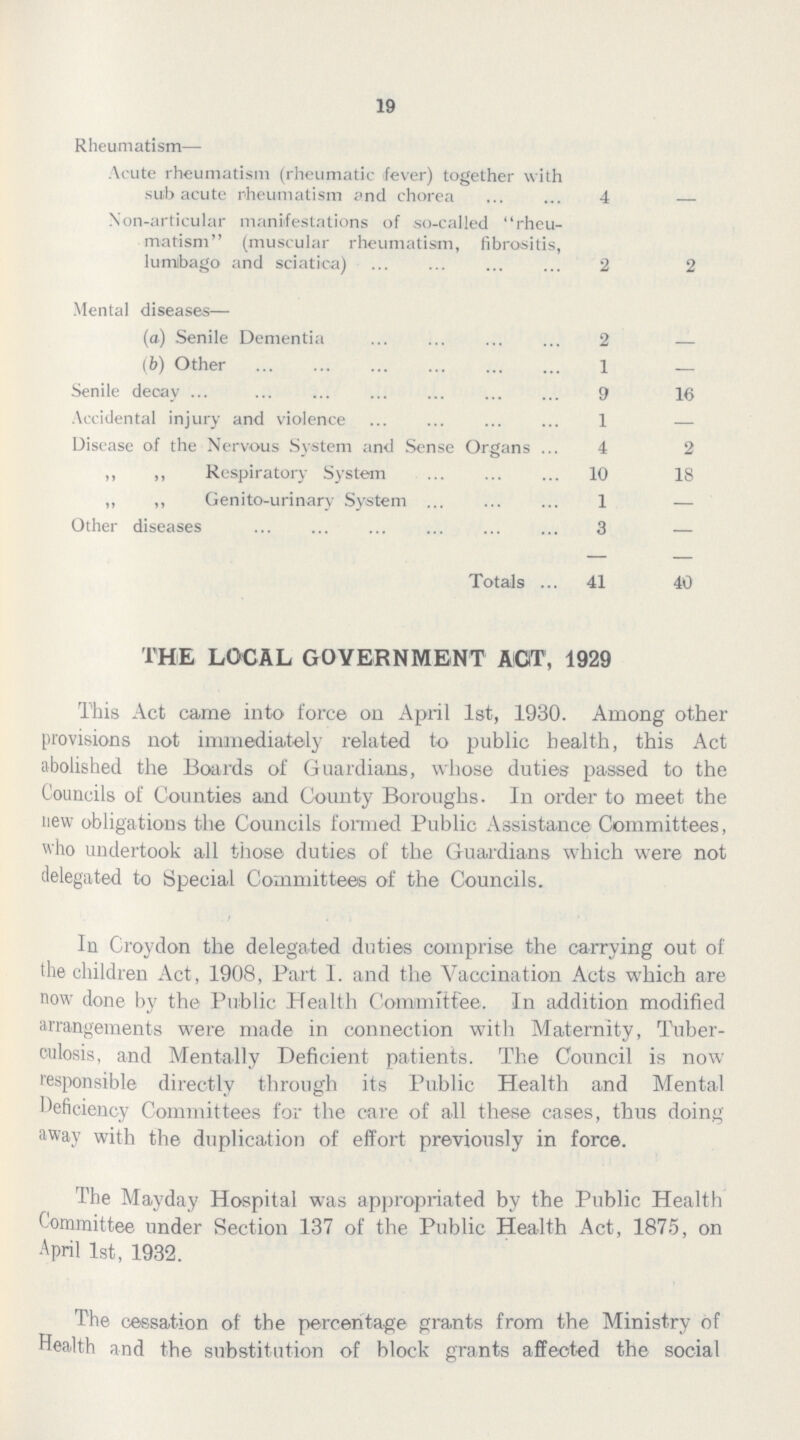 19
Rheumatism—
Acute rheumatism (rheumatic fever) together with
sub acute rheumatism and chorea ... ... 4 —
Non-articular manifestations of so-called "rheu-
matism" (muscular rheumatism, fibrositis,
lumbago and sciatica) ... ... ... ... 2 2
Mental diseases—
(a) Senile Dementia ... ... ... ... 2 —
(b) Other ... ... ... ... ... ... 1 —
Senile decay ... ... ... ... ... ... ... 9 16
Accidental injury and violence ... ... ... ... 1 —
Disease of the Nervous System and Sense Organs ... 4 2
,, ,, Respiratory System ... ... ... 10 18
,, ,, Genito-urinary System ... ... ... 1 —
Other diseases ... ... ... ... ... ... 3 —
— —
Totals ... 41 40
THE LOCAL GOVERNMENT ACT, 1929
This Act came into force on April 1st, 1930. Among other
provisions not immediately related to public health, this Act
abolished the Boards of Guardians, whose duties passed to the
Councils of Counties and County Boroughs. In order to meet the
new obligations the Councils formed Public Assistance Committees,
who undertook all those duties of the Guardians which were not
delegated to Special Committees of the Councils.
In Croydon the delegated duties comprise the carrying out of
the children Act, 1908, Part I. and the Vaccination Acts which are
now done by the Public Health Committee. In addition modified
arrangements were made in connection with Maternity, Tuber-
culosis, and Mentally Deficient patients. The Council is now
responsible directly through its Public Health and Mental
Deficiency Committees for the care of all these cases, thus doing
away with the duplication of effort previously in force.
The Mayday Hospital was appropriated by the Public Health
Committee under Section 137 of the Public Health Act, 1875, on
April 1st, 1932.
The cessation of the percentage grants from the Ministry of
Health and the substitution of block grants affected the social